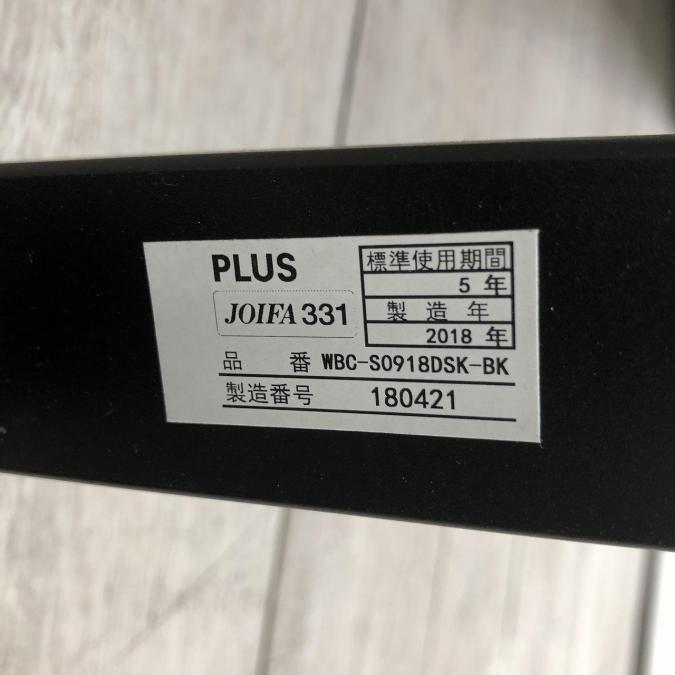 PLUS
JOIFA 331
標準使用期間
5 年
製造年
2018 年
品 番 WBC-S0918DSK-BK
製造番号 180421